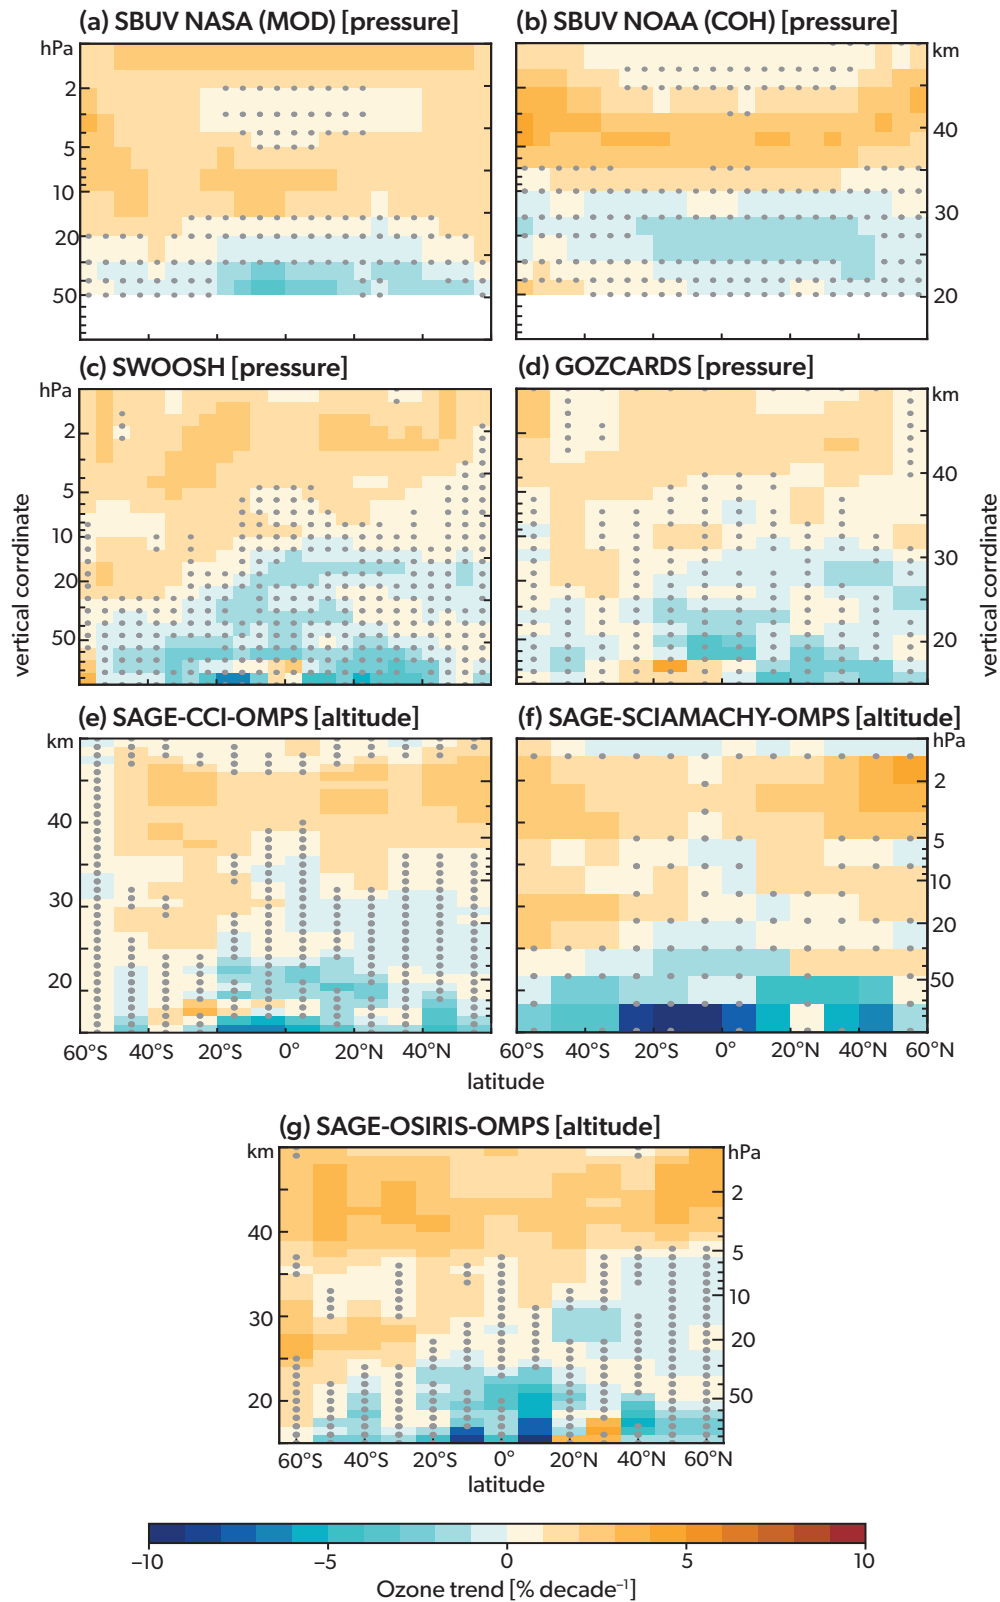 (a) SBUV NASA (MOD) [pressure]
(b) SBUV NOAA (COH) [pressure]
hPa
2
5
10
20
50
km
40
30
20
(c) SWOOSH [pressure]
(d) GOZCARDS [pressure]
hPa
2
5
10
20
50
km
40
30
20
vertical corrdinate
vertical coordinate
(e) SAGE-CCI-OMPS [altitude]
(f) SAGE-SCIAMACHY-OMPS [altitude]
km
40
30
20
hPa
2
5
10
20
50
60°S 40°S 20°S 0° 20°N 40°N
60°S 40°S 20°S 0° 20°N 40°N 60°N
latitude
(g) SAGE-OSIRIS-OMPS [altitude]
km
40
30
20
hPa
2
5
10
20
50
60°S 40°S 20°S 0° 20°N 40°N 60°N
latitude
–10 –5 0 5 10
Ozone trend [% decade⁻¹]